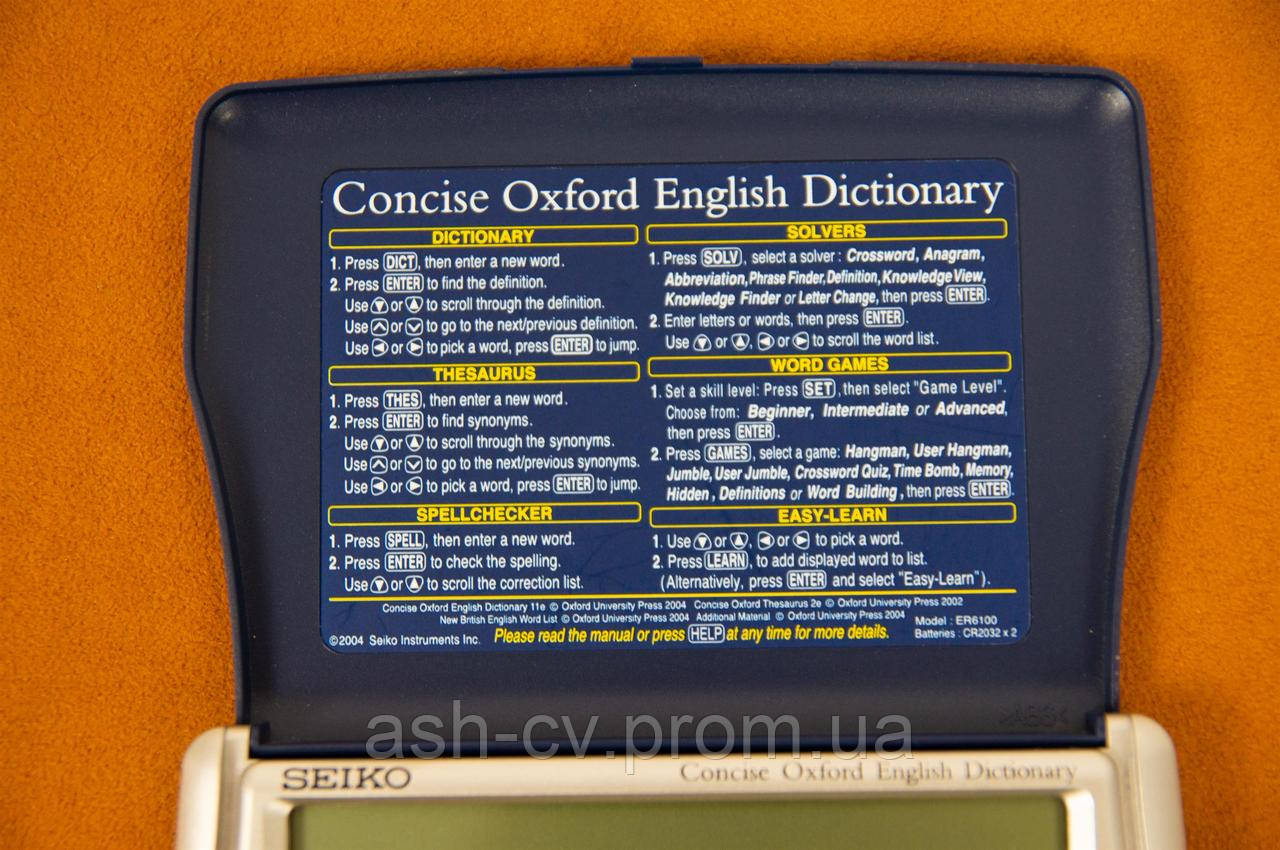 Concise Oxford English Dictionary
DICTIONARY
1. Press DICT, then enter a new word.
2. Press ENTER to find the definition.
Use ▼ or ▲ to scroll through the definition.
Use ︿ or ﹀ to go to the next/previous definition.
Use ◀ or ▶ to pick a word, press ENTER to jump.
THESAURUS
1. Press THES, then enter a new word.
2. Press ENTER to find synonyms.
Use ▼ or ▲ to scroll through the synonyms.
Use ︿ or ﹀ to go to the next/previous synonyms.
Use ◀ or ▶ to pick a word, press ENTER to jump.
SPELLCHECKER
1. Press SPELL, then enter a new word.
2. Press ENTER to check the spelling.
Use ▼ or ▲ to scroll the correction list.
SOLVERS
1. Press SOLV, select a solver : Crossword, Anagram,
Abbreviation, Phrase Finder, Definition, Knowledge View,
Knowledge Finder or Letter Change, then press ENTER.
2. Enter letters or words, then press ENTER.
Use ▼ or ▲, ◀ or ▶ to scroll the word list.
WORD GAMES
1. Set a skill level: Press SET, then select "Game Level".
Choose from: Beginner, Intermediate or Advanced,
then press ENTER.
2. Press GAMES, select a game: Hangman, User Hangman,
Jumble, User Jumble, Crossword Quiz, Time Bomb, Memory,
Hidden, Definitions or Word Building, then press ENTER.
EASY-LEARN
1. Use ▼ or ▲, ◀ or ▶ to pick a word.
2. Press LEARN, to add displayed word to list.
(Alternatively, press ENTER and select "Easy-Learn").
Concise Oxford English Dictionary 11e © Oxford University Press 2004 Concise Oxford Thesaurus 2e © Oxford University Press 2002
New British English Word List © Oxford University Press 2004 Additional Material © Oxford University Press 2004
©2004 Seiko Instruments Inc. Please read the manual or press HELP at any time for more details.
Model : ER6100
Batteries : CR2032 x 2
>ABS<
ash-cv.prom.ua
SEIKO Concise Oxford English Dictionary